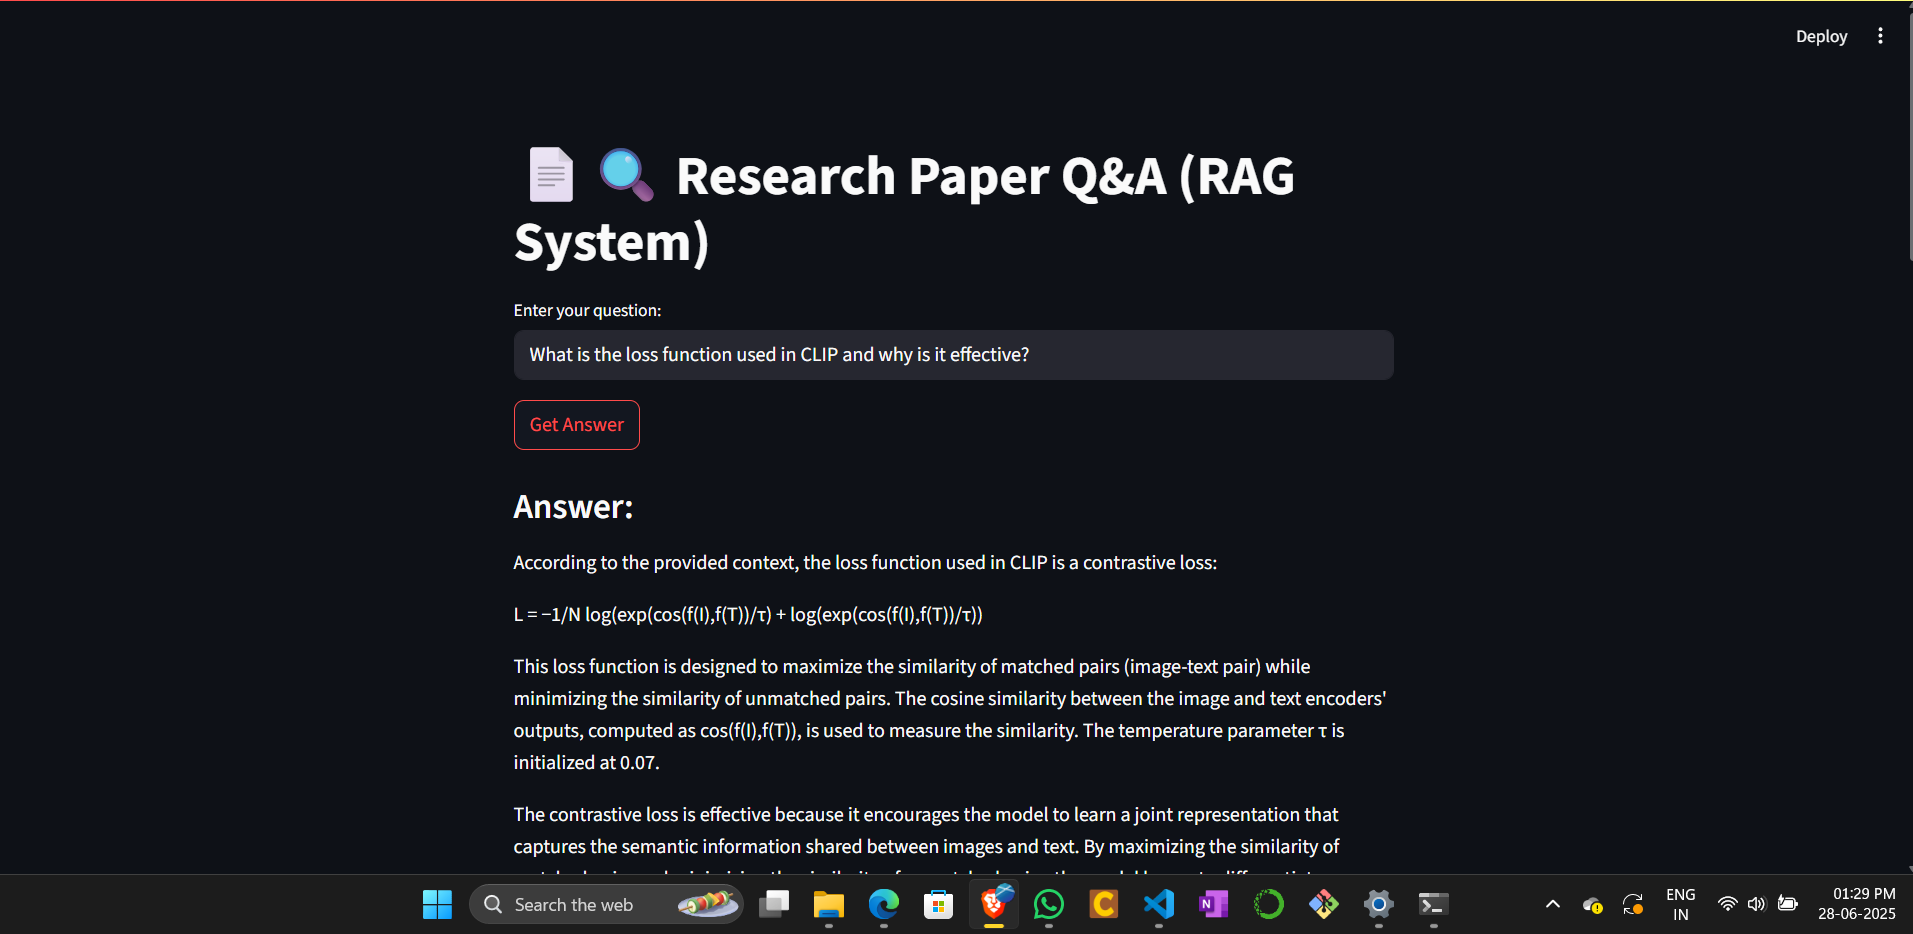 Deploy
Research Paper Q&A (RAG
System)
Enter your question:
What is the loss function used in CLIP and why is it effective?
Get Answer
Answer:
According to the provided context, the loss function used in CLIP is a contrastive loss:
L = −1/N log(exp(cos(f(I),f(T))/τ) + log(exp(cos(f(I),f(T))/τ))
This loss function is designed to maximize the similarity of matched pairs (image-text pair) while
minimizing the similarity of unmatched pairs. The cosine similarity between the image and text encoders'
outputs, computed as cos(f(I),f(T)), is used to measure the similarity. The temperature parameter τ is
initialized at 0.07.
The contrastive loss is effective because it encourages the model to learn a joint representation that
captures the semantic information shared between images and text. By maximizing the similarity of
Search the web
ENG
IN
01:29 PM
28-06-2025